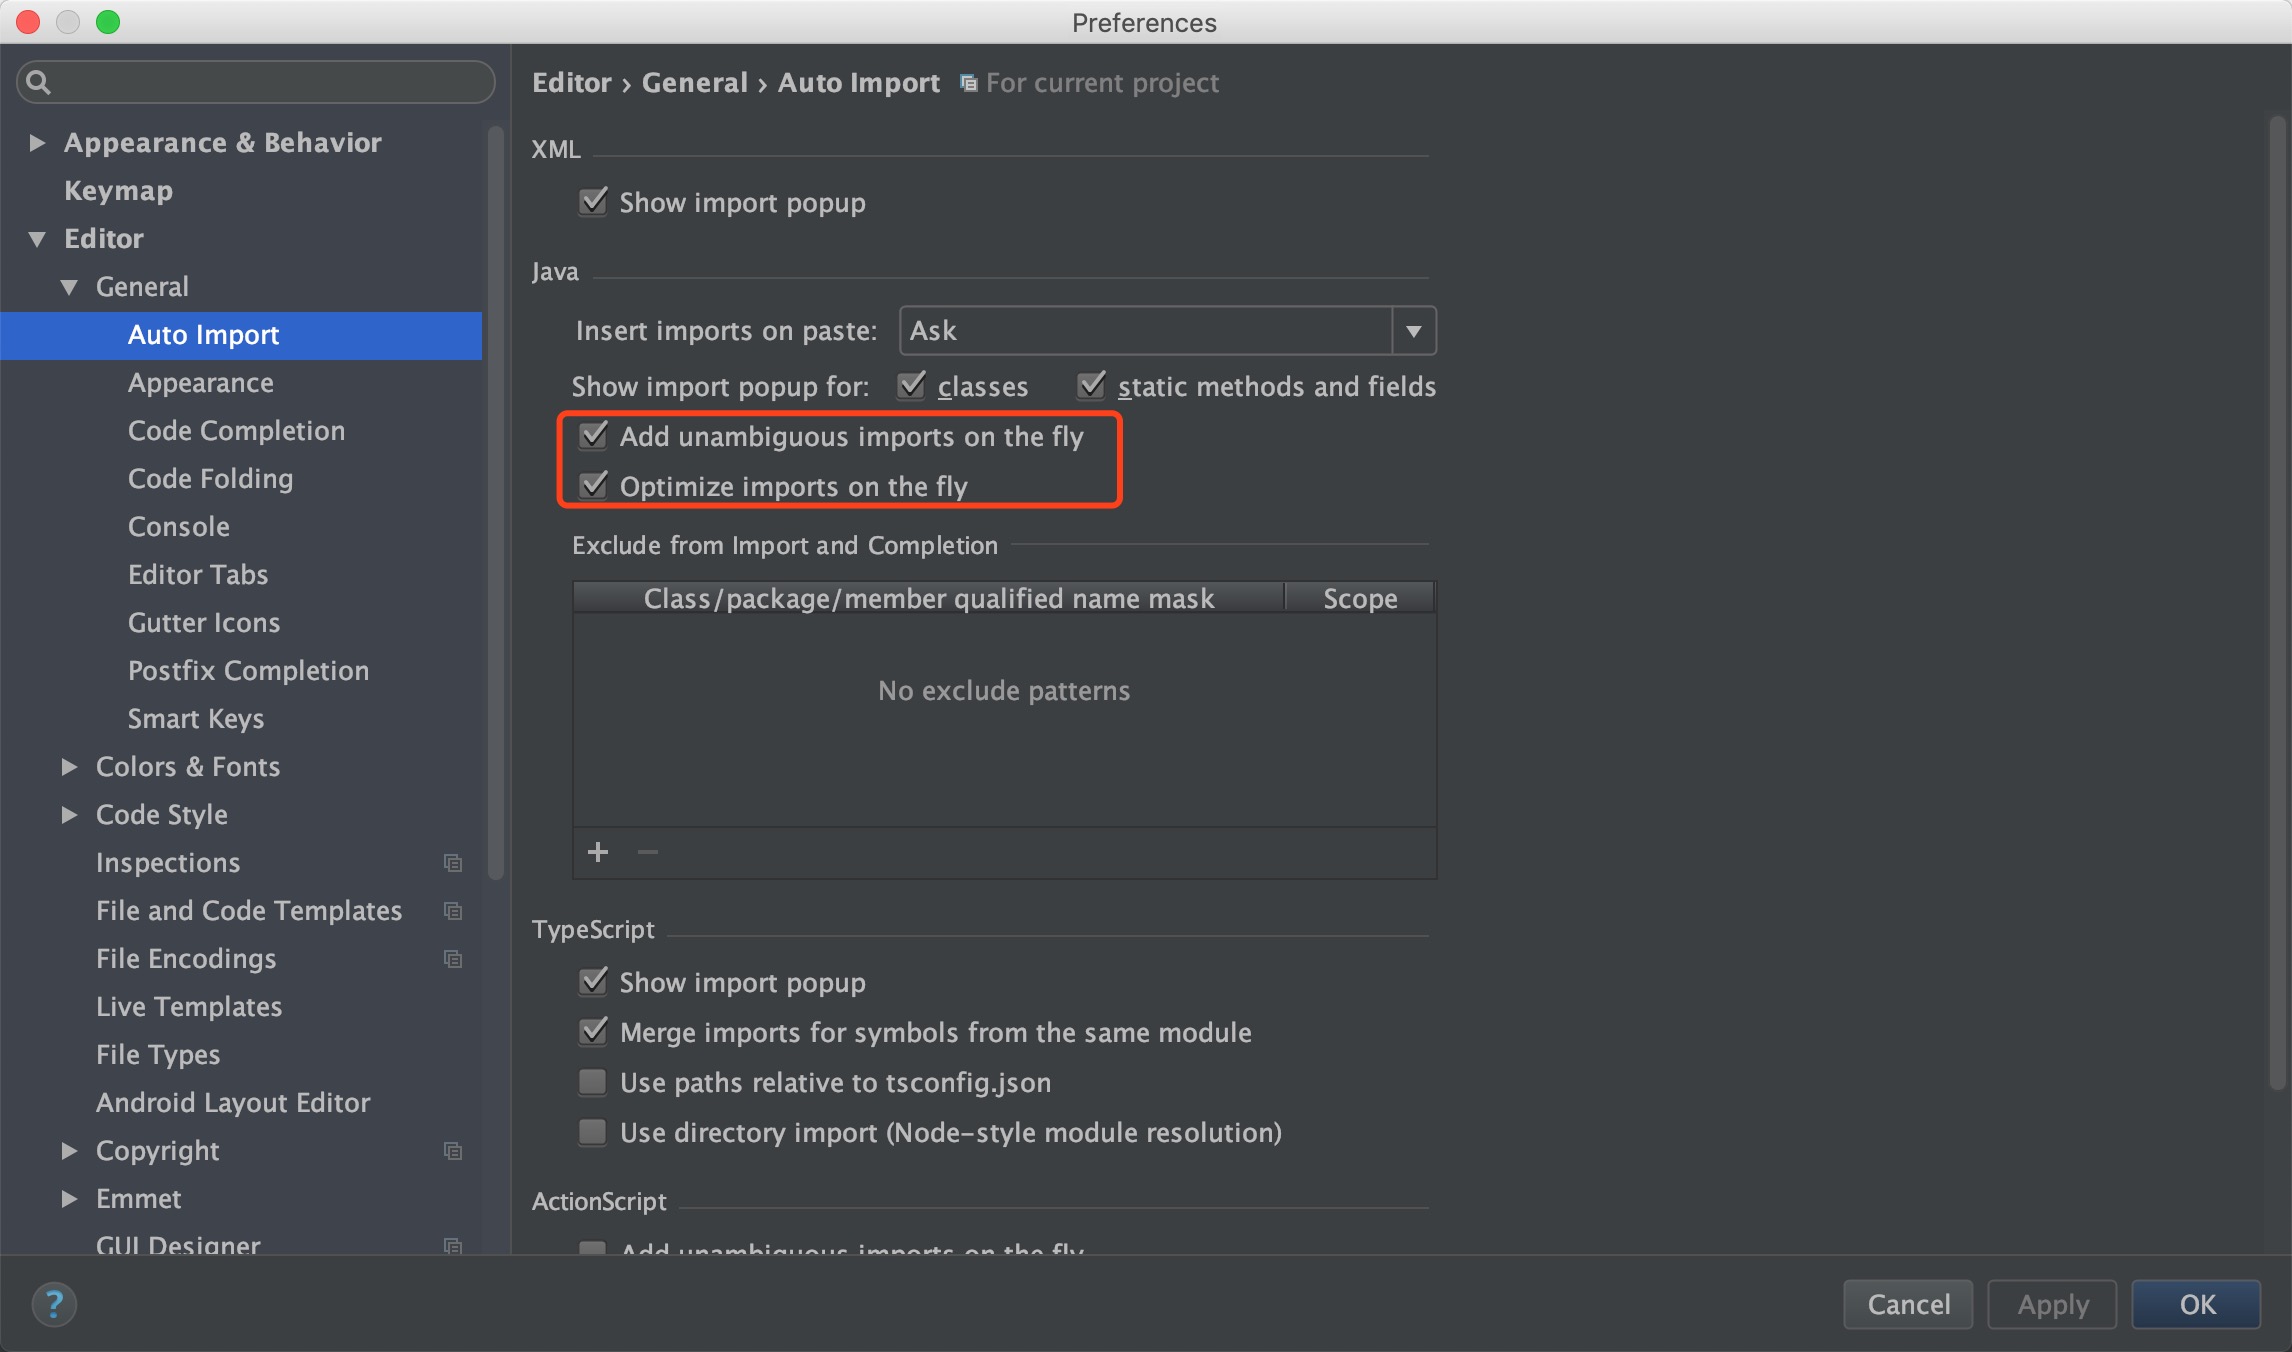 Preferences
Editor › General › Auto Import For current project
Appearance & Behavior
Keymap
Editor
General
Auto Import
Appearance
Code Completion
Code Folding
Console
Editor Tabs
Gutter Icons
Postfix Completion
Smart Keys
Colors & Fonts
Code Style
Inspections
File and Code Templates
File Encodings
Live Templates
File Types
Android Layout Editor
Copyright
Emmet
GUI Designer
XML
Show import popup
Java
Insert imports on paste: Ask
Show import popup for: classes static methods and fields
Add unambiguous imports on the fly
Optimize imports on the fly
Exclude from Import and Completion
Class/package/member qualified name mask Scope
No exclude patterns
TypeScript
Show import popup
Merge imports for symbols from the same module
Use paths relative to tsconfig.json
Use directory import (Node-style module resolution)
ActionScript
Add unambiguous imports on the fly
? Cancel Apply OK